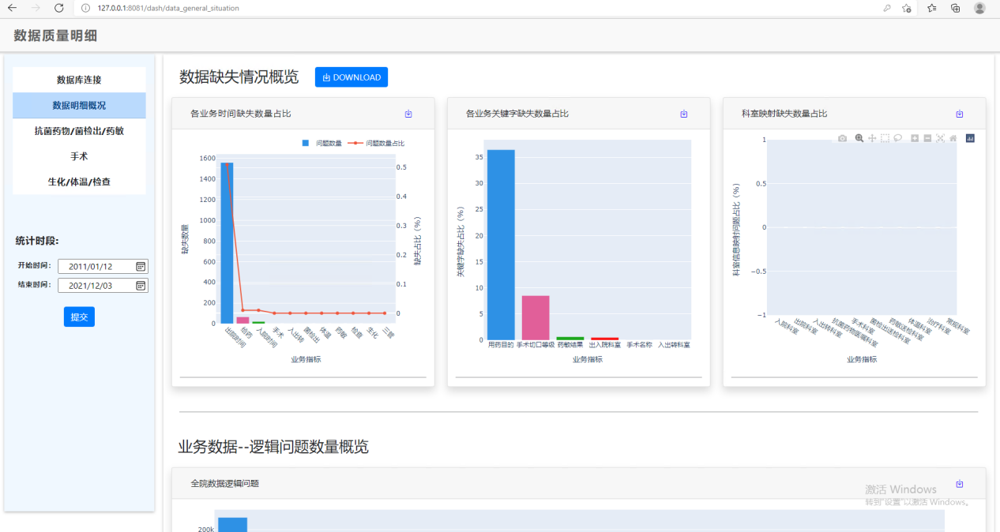 127.0.0.1:8081/dash/data_general_situation
数据质量明细
数据库连接
数据明细概况
抗菌药物/菌检出/药敏
手术
生化/体温/检查
统计时段:
开始时间:
2011/01/12
结束时间:
2021/12/03
提交
数据缺失情况概览
DOWNLOAD
各业务时间缺失数量占比
问题数量
问题数量占比
缺失数量
1600
1400
1200
1000
800
600
400
200
0
0.5
0.4
0.3
0.2
0.1
0
缺失占比（%）
出院时间
给药
入院时间
手术
入出转
菌检出
体温
药敏
检查
生化
三管
业务指标
各业务关键字缺失数量占比
关键字缺失占比（%）
35
30
25
20
15
10
5
0
用药目的
手术切口等级
药敏结果
出入院科室
手术名称
入出转科室
业务指标
科室映射缺失数量占比
科室信息映射问题占比（%）
1
0.5
0
−0.5
−1
入院科室
出院科室
入出转科室
抗菌药物医嘱科室
手术科室
菌检出送检科室
药敏送检科室
体温科室
治疗科室
常规科室
业务指标
业务数据--逻辑问题数量概览
全院数据逻辑问题
200k
激活 Windows
转到"设置"以激活 Windows。